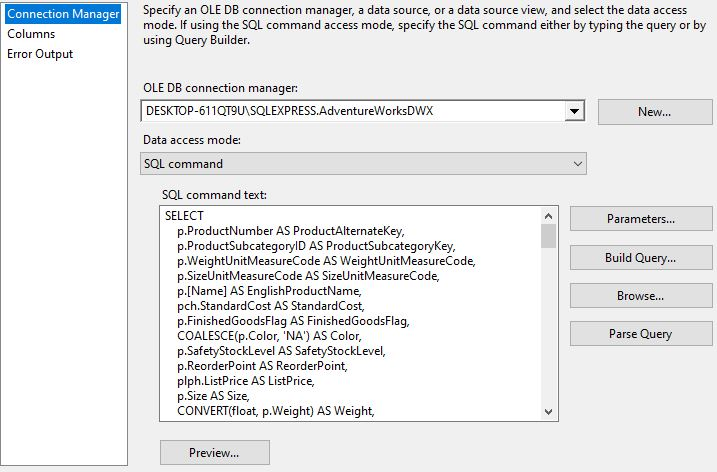 Connection Manager
Columns
Error Output
Specify an OLE DB connection manager, a data source, or a data source view, and select the data access
mode. If using the SQL command access mode, specify the SQL command either by typing the query or by
using Query Builder.
OLE DB connection manager:
DESKTOP-611QT9U\SQLEXPRESS.AdventureWorksDWX
New...
Data access mode:
SQL command
SQL command text:
SELECT
p.ProductNumber AS ProductAlternateKey,
p.ProductSubcategoryID AS ProductSubcategoryKey,
p.WeightUnitMeasureCode AS WeightUnitMeasureCode,
p.SizeUnitMeasureCode AS SizeUnitMeasureCode,
p.[Name] AS EnglishProductName,
pch.StandardCost AS StandardCost,
p.FinishedGoodsFlag AS FinishedGoodsFlag,
COALESCE(p.Color, 'NA') AS Color,
p.SafetyStockLevel AS SafetyStockLevel,
p.ReorderPoint AS ReorderPoint,
plph.ListPrice AS ListPrice,
p.Size AS Size,
CONVERT(float, p.Weight) AS Weight,
Parameters...
Build Query...
Browse...
Parse Query
Preview...